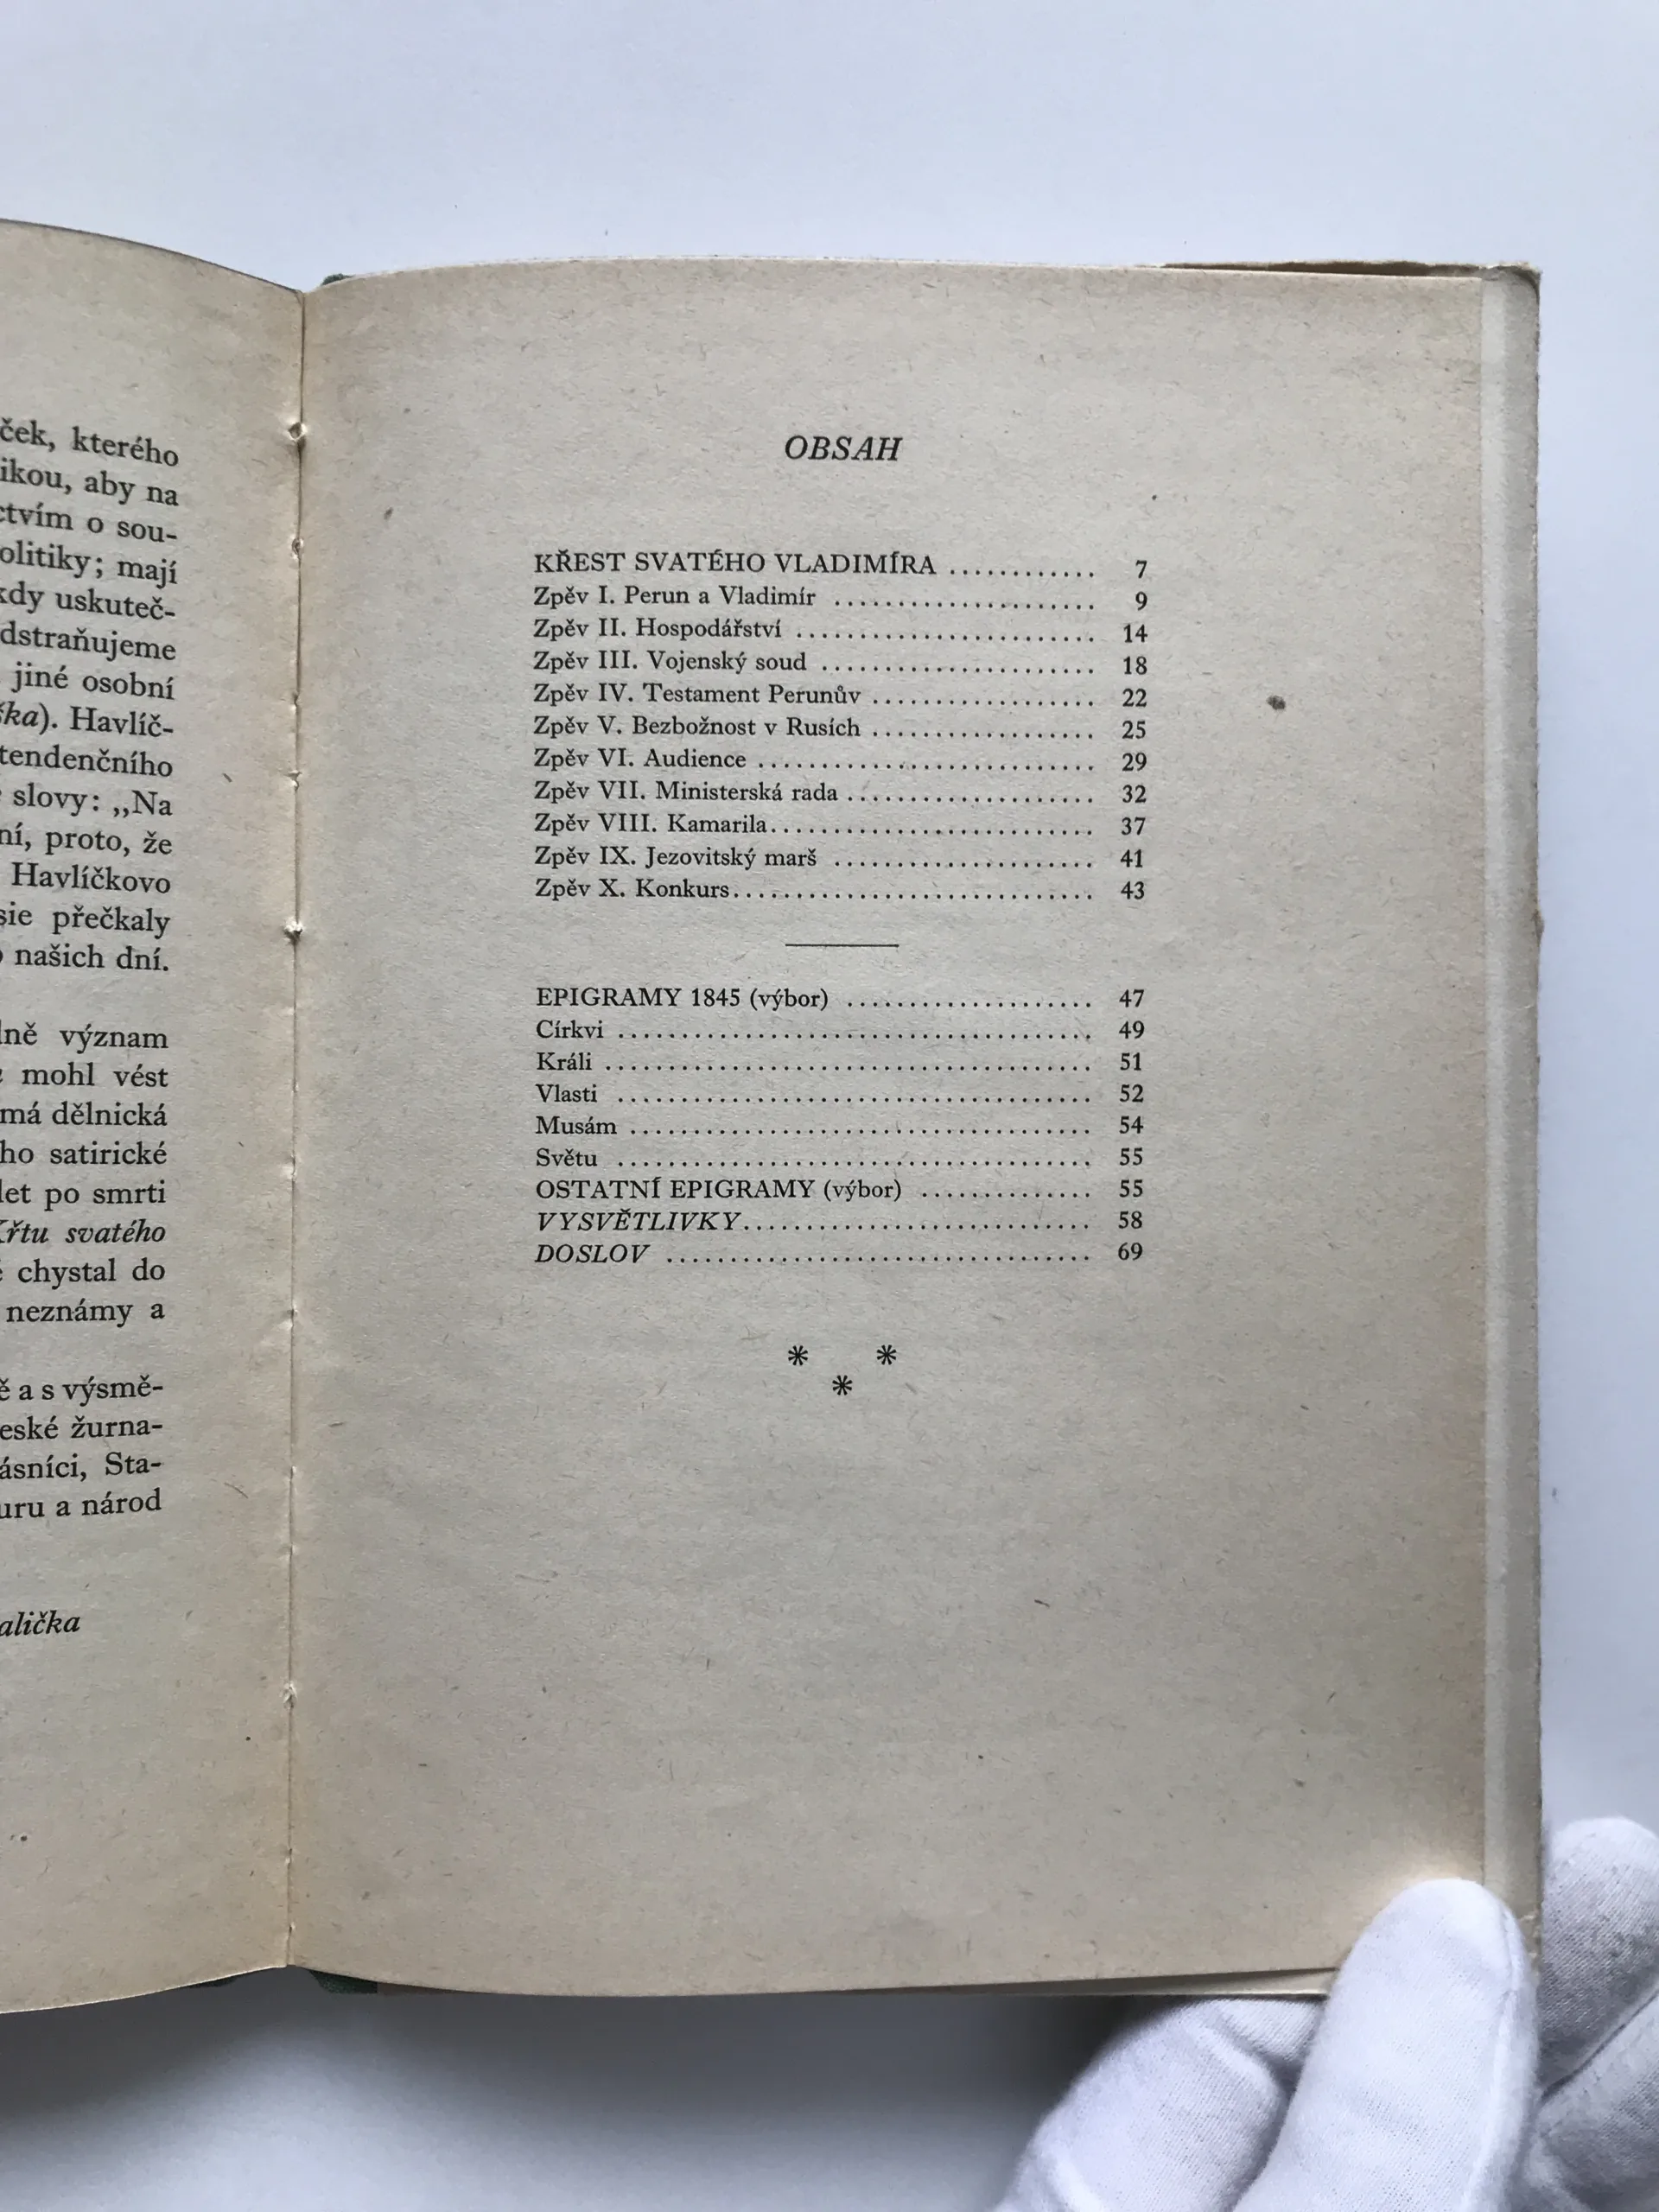 ček, kterého
ikou, aby na
ctvím o sou-
olitiky; mají
kdy uskuteč-
dstraňujeme
jiné osobní
ška). Havlíč-
tendenčního
slovy: ,,Na
ní, proto, že
Havlíčkovo
sie přečkaly
našich dní.
lně význam
mohl vést
má dělnická
ho satirické
let po smrti
Křtu svatého
chystal do
neznámy a
ě a s výsmě-
eské žurna-
ásníci, Sta-
uru a národ
alička
OBSAH
KŘEST SVATÉHO VLADIMÍRA ............ 7
Zpěv I. Perun a Vladimír ..................... 9
Zpěv II. Hospodářství ........................ 14
Zpěv III. Vojenský soud ...................... 18
Zpěv IV. Testament Perunův .................. 22
Zpěv V. Bezbožnost v Rusích .................. 25
Zpěv VI. Audience ........................... 29
Zpěv VII. Ministerská rada .................... 32
Zpěv VIII. Kamarila.......................... 37
Zpěv IX. Jezovitský marš ..................... 41
Zpěv X. Konkurs............................. 43
EPIGRAMY 1845 (výbor) .................... 47
Církvi ...................................... 49
Králi ....................................... 51
Vlasti ...................................... 52
Musám ..................................... 54
Světu ...................................... 55
OSTATNÍ EPIGRAMY (výbor) .............. 55
VYSVĚTLIVKY............................ 58
DOSLOV .................................. 69
* *
*